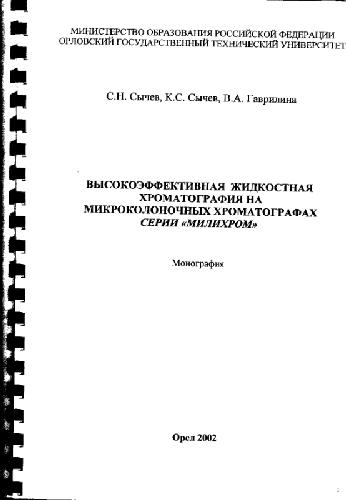 МИНИСТЕРСТВО ОБРАЗОВАНИЯ РОССИЙСКОЙ ФЕДЕРАЦИИ
ОРЛОВСКИЙ ГОСУДАРСТВЕННЫЙ ТЕХНИЧЕСКИЙ УНИВЕРСИТЕТ
С.Н. Сычев, К.С. Сычев, В.А. Гаврилина
ВЫСОКОЭФФЕКТИВНАЯ ЖИДКОСТНАЯ
ХРОМАТОГРАФИЯ НА
МИКРОКОЛОНОЧНЫХ ХРОМАТОГРАФАХ
СЕРИИ «МИЛИХРОМ»
Монография
Орел 2002